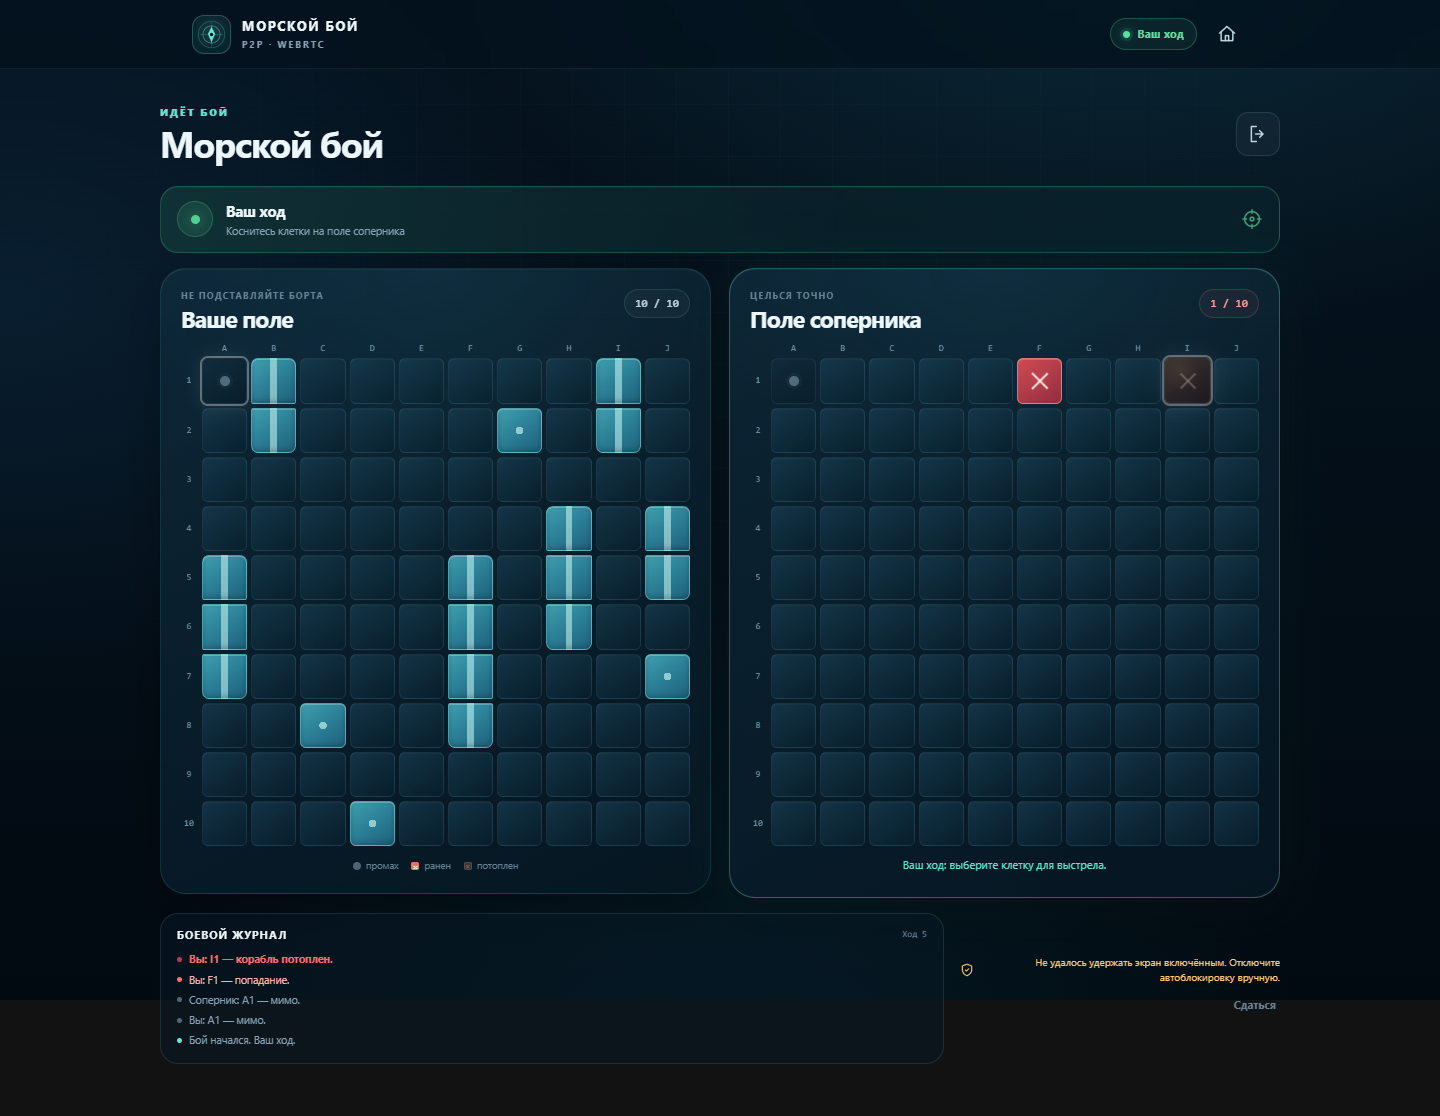 МОРСКОЙ БОЙ
P2P · WEBRTC
Ваш ход
ИДЁТ БОЙ
Морской бой
Ваш ход
Коснитесь клетки на поле соперника
НЕ ПОДСТАВЛЯЙТЕ БОРТА
Ваше поле
10 / 10
A B C D E F G H I J
1
2
3
4
5
6
7
8
9
10
промах ранен потоплен
ЦЕЛЬСЯ ТОЧНО
Поле соперника
1 / 10
A B C D E F G H I J
1
2
3
4
5
6
7
8
9
10
Ваш ход: выберите клетку для выстрела.
БОЕВОЙ ЖУРНАЛ
Ход 5
Вы: I1 — корабль потоплен.
Вы: F1 — попадание.
Соперник: A1 — мимо.
Вы: A1 — мимо.
Бой начался. Ваш ход.
Не удалось удержать экран включённым. Отключите
автоблокировку вручную.
Сдаться